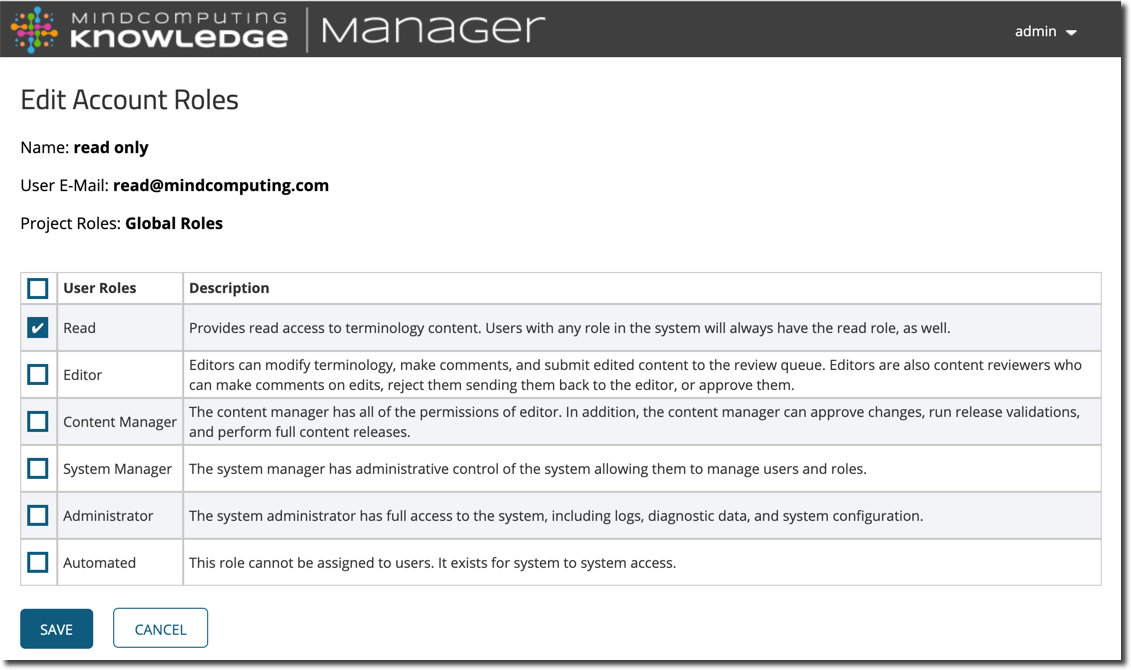 MINDCOMPUTING
KNOWLEDGE
Manager
admin
Edit Account Roles
Name: read only
User E-Mail: read@mindcomputing.com
Project Roles: Global Roles
User Roles Description
Read Provides read access to terminology content. Users with any role in the system will always have the read role, as well.
Editor Editors can modify terminology, make comments, and submit edited content to the review queue. Editors are also content reviewers who
can make comments on edits, reject them sending them back to the editor, or approve them.
Content Manager The content manager has all of the permissions of editor. In addition, the content manager can approve changes, run release validations,
and perform full content releases.
System Manager The system manager has administrative control of the system allowing them to manage users and roles.
Administrator The system administrator has full access to the system, including logs, diagnostic data, and system configuration.
Automated This role cannot be assigned to users. It exists for system to system access.
SAVE CANCEL